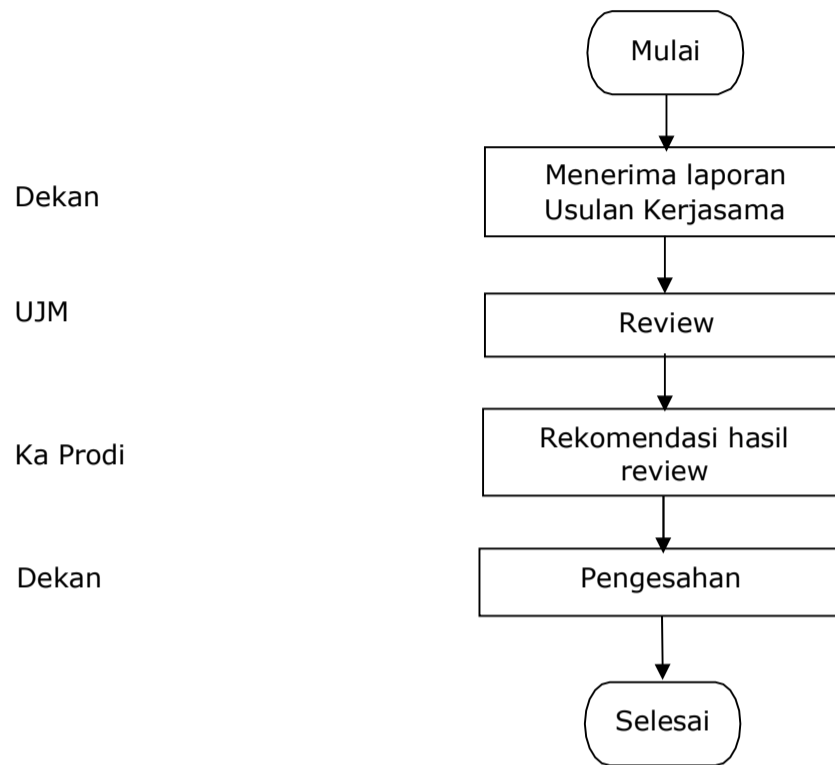 Mulai
Dekan
Menerima laporan
Usulan Kerjasama
UJM
Review
Ka Prodi
Rekomendasi hasil
review
Dekan
Pengesahan
Selesai